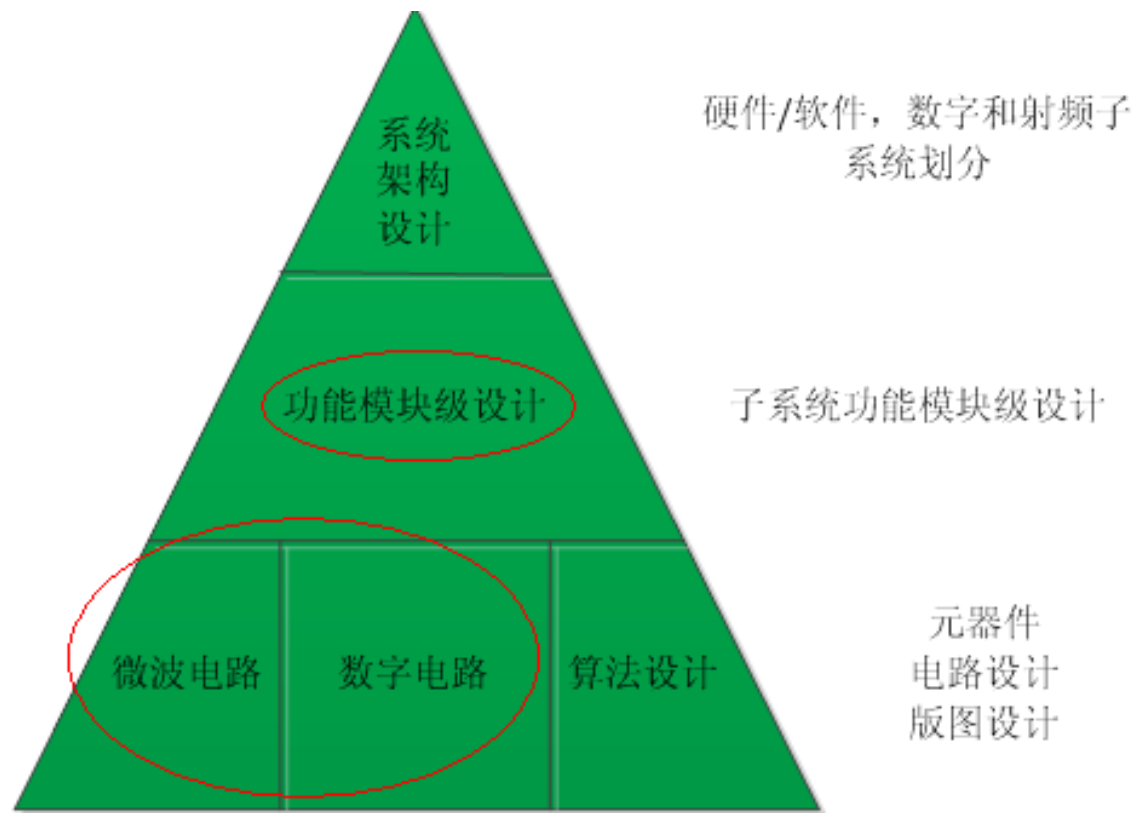 系统
架构
设计
硬件/软件，数字和射频子
系统划分
功能模块级设计
子系统功能模块级设计
微波电路
数字电路
算法设计
元器件
电路设计
版图设计